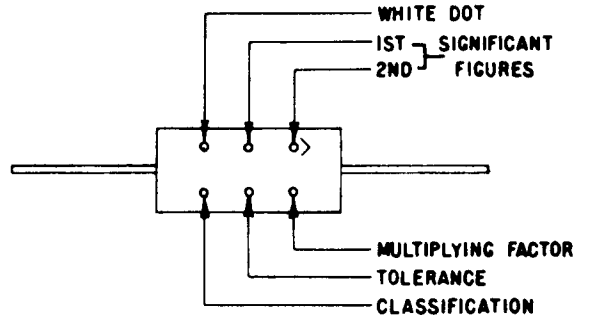 WHITE DOT
1ST
2ND
SIGNIFICANT
FIGURES
MULTIPLYING FACTOR
TOLERANCE
CLASSIFICATION